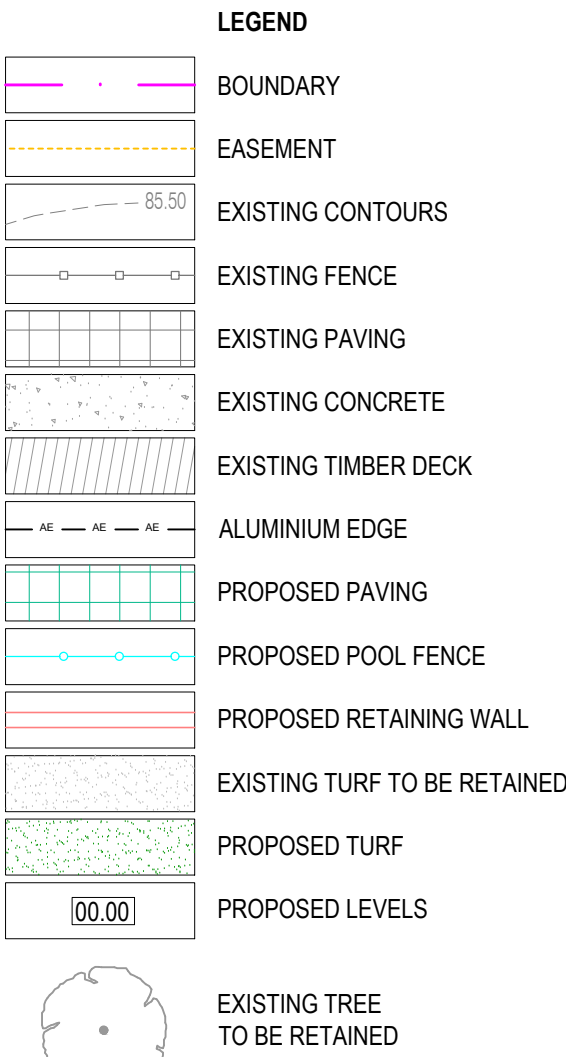 LEGEND
BOUNDARY
EASEMENT
85.50 EXISTING CONTOURS
EXISTING FENCE
EXISTING PAVING
EXISTING CONCRETE
EXISTING TIMBER DECK
AE AE AE ALUMINIUM EDGE
PROPOSED PAVING
PROPOSED POOL FENCE
PROPOSED RETAINING WALL
EXISTING TURF TO BE RETAINED
PROPOSED TURF
00.00 PROPOSED LEVELS
EXISTING TREE
TO BE RETAINED